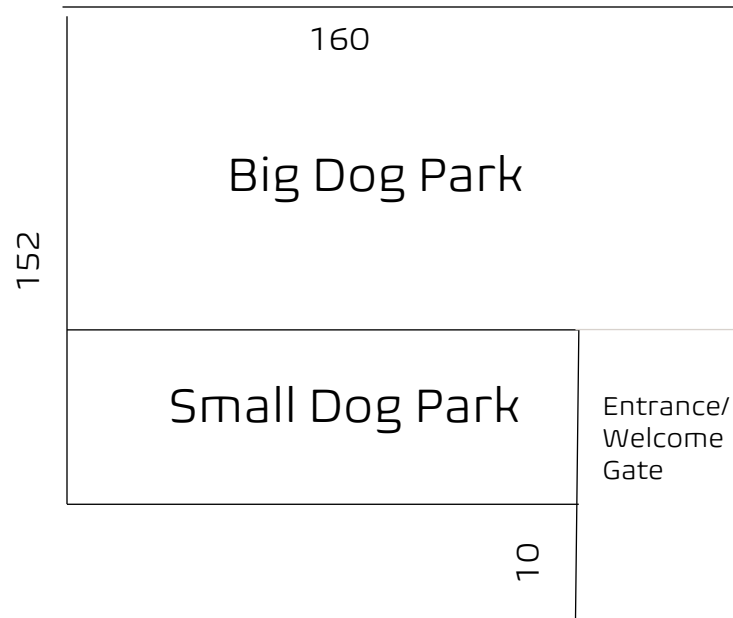 160
Big Dog Park
152
Small Dog Park
Entrance/
Welcome
Gate
10